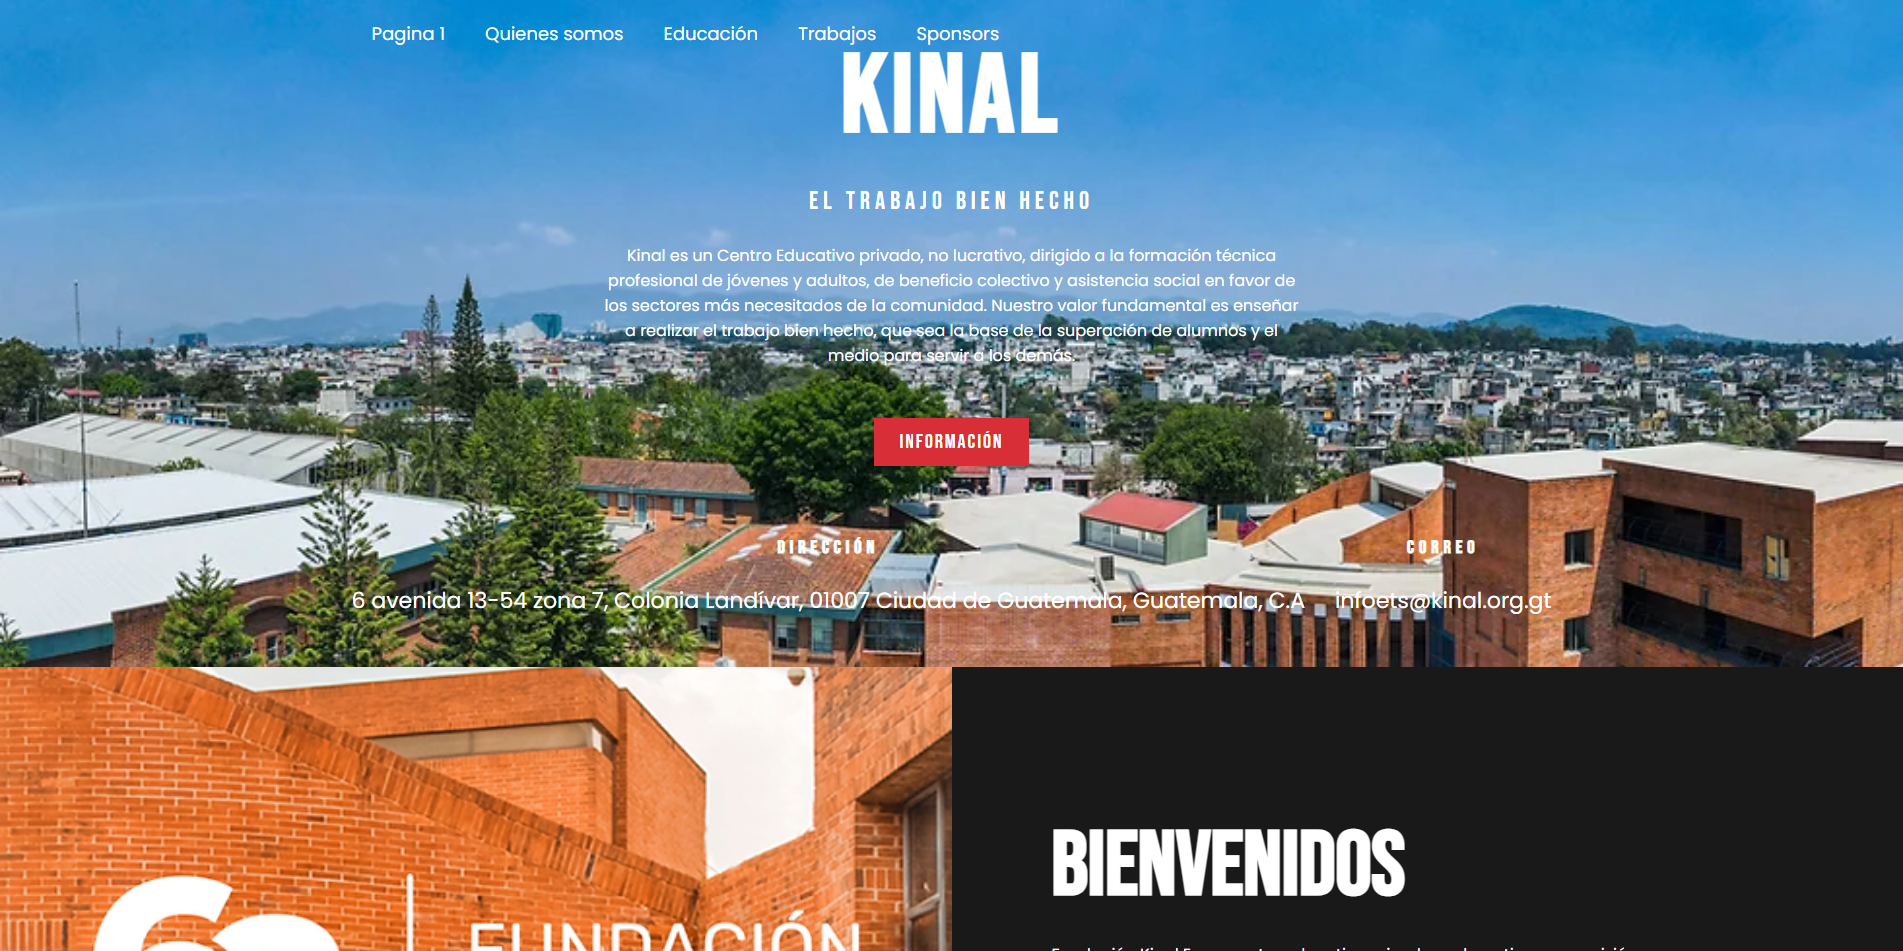 Pagina 1 Quienes somos Educación Trabajos Sponsors
KINAL
EL TRABAJO BIEN HECHO
Kinal es un Centro Educativo privado, no lucrativo, dirigido a la formación técnica
profesional de jóvenes y adultos, de beneficio colectivo y asistencia social en favor de
los sectores más necesitados de la comunidad. Nuestro valor fundamental es enseñar
a realizar el trabajo bien hecho, que sea la base de la superación de alumnos y el
medio para servir a los demás.
INFORMACIÓN
DIRECCIÓN
6 avenida 13-54 zona 7, Colonia Landívar, 01007 Ciudad de Guatemala, Guatemala, C.A
CORREO
infoets@kinal.org.gt
FUNDACIÓN
BIENVENIDOS